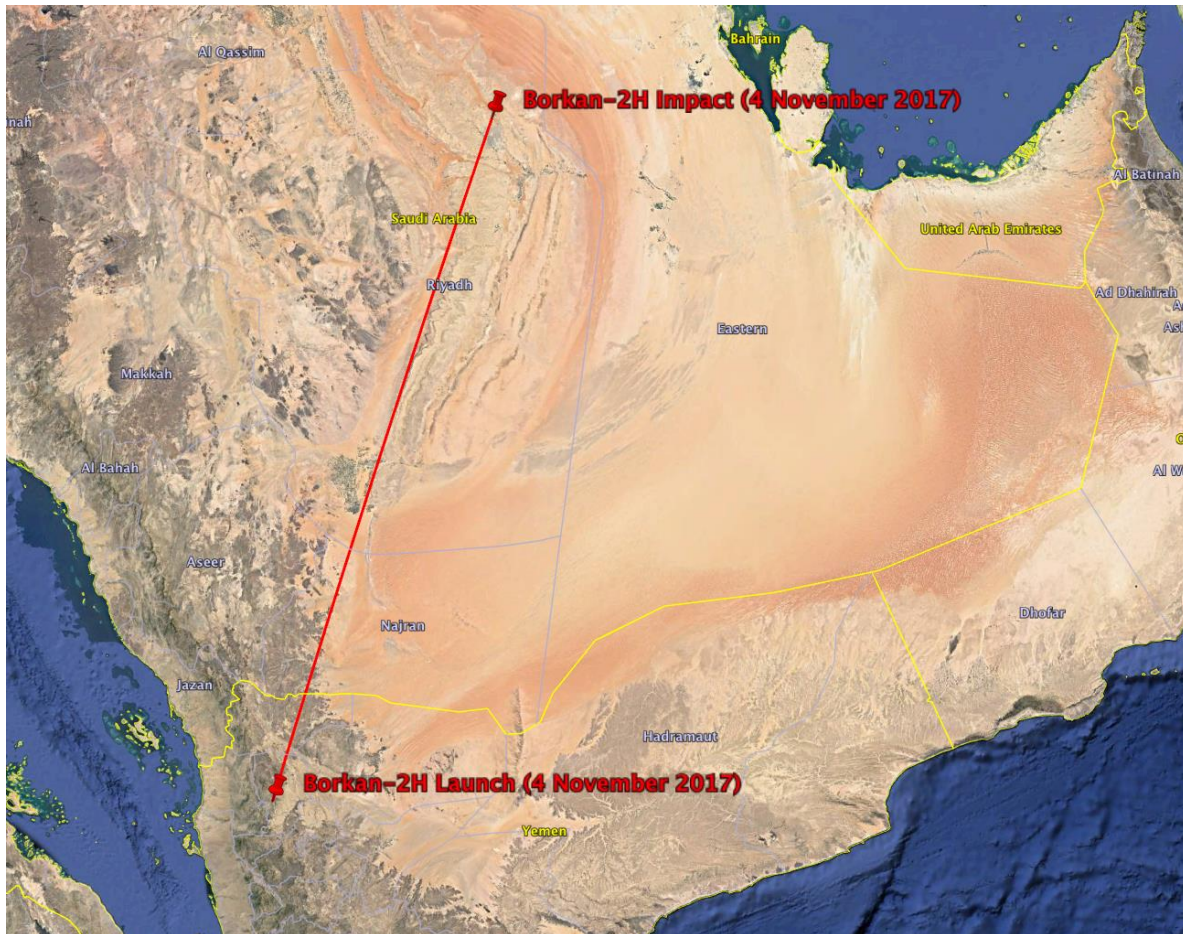 Bahrain
Al Qassim
Borkan-2H Impact (4 November 2017)
inah
Al Batinah
Saudi Arabia
United Arab Emirates
Riyadh
Ad Dhahirah
Eastern
Makkah
Al Bahah
Aseer
Dhofar
Najran
Jazan
Hadramaut
Borkan-2H Launch (4 November 2017)
Yemen